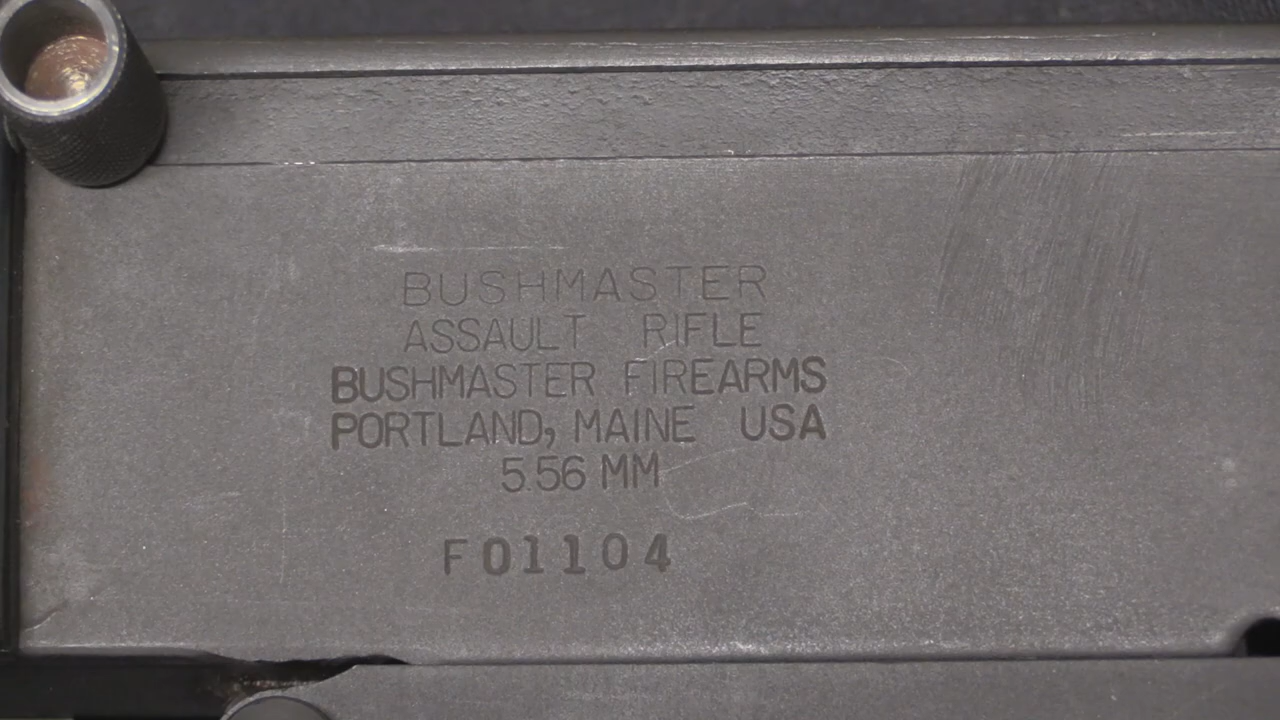 BUSHMASTER
ASSAULT RIFLE
BUSHMASTER FIREARMS
PORTLAND, MAINE USA
5.56 MM
F01104